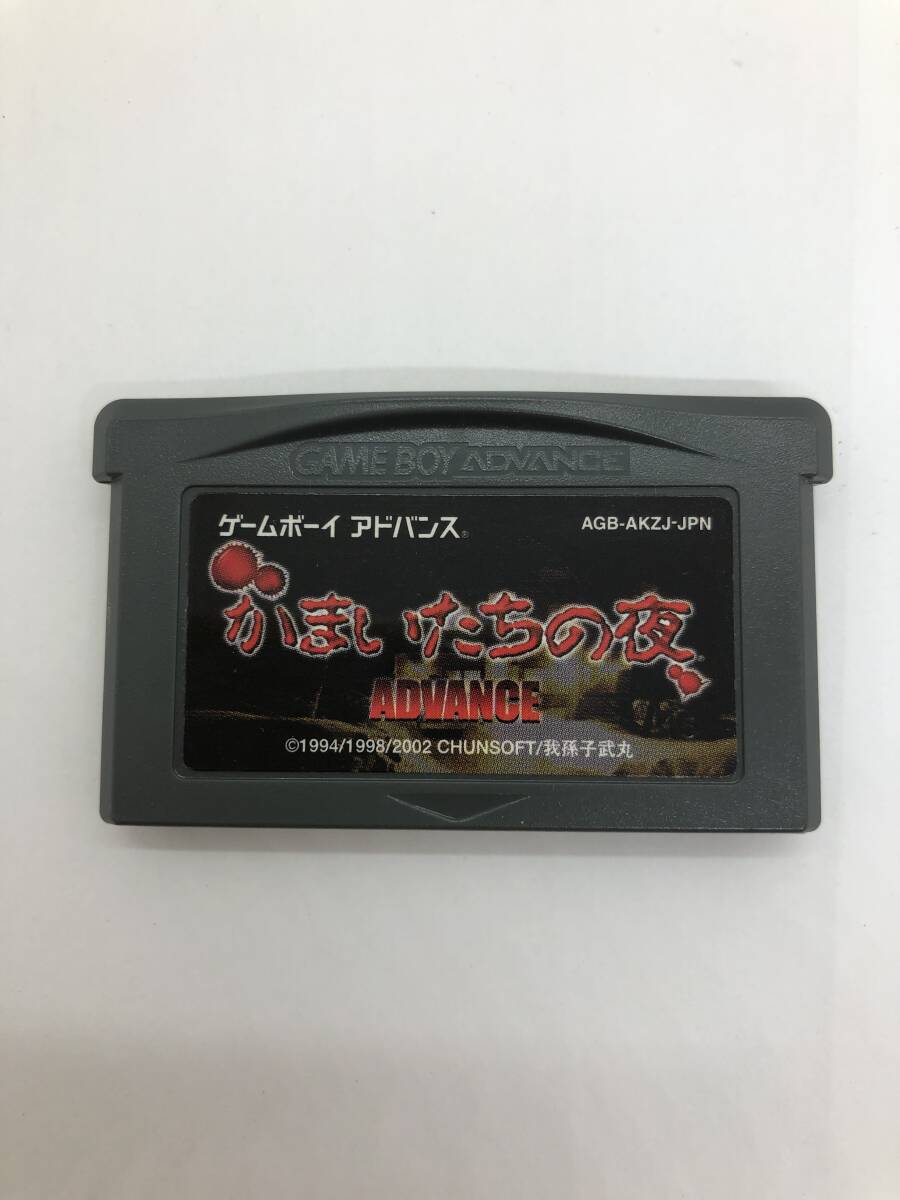 GAME BOY ADVANCE
ゲームボーイ アドバンス®
AGB-AKZJ-JPN
かまいたちの夜
ADVANCE
©1994/1998/2002 CHUNSOFT/我孫子武丸